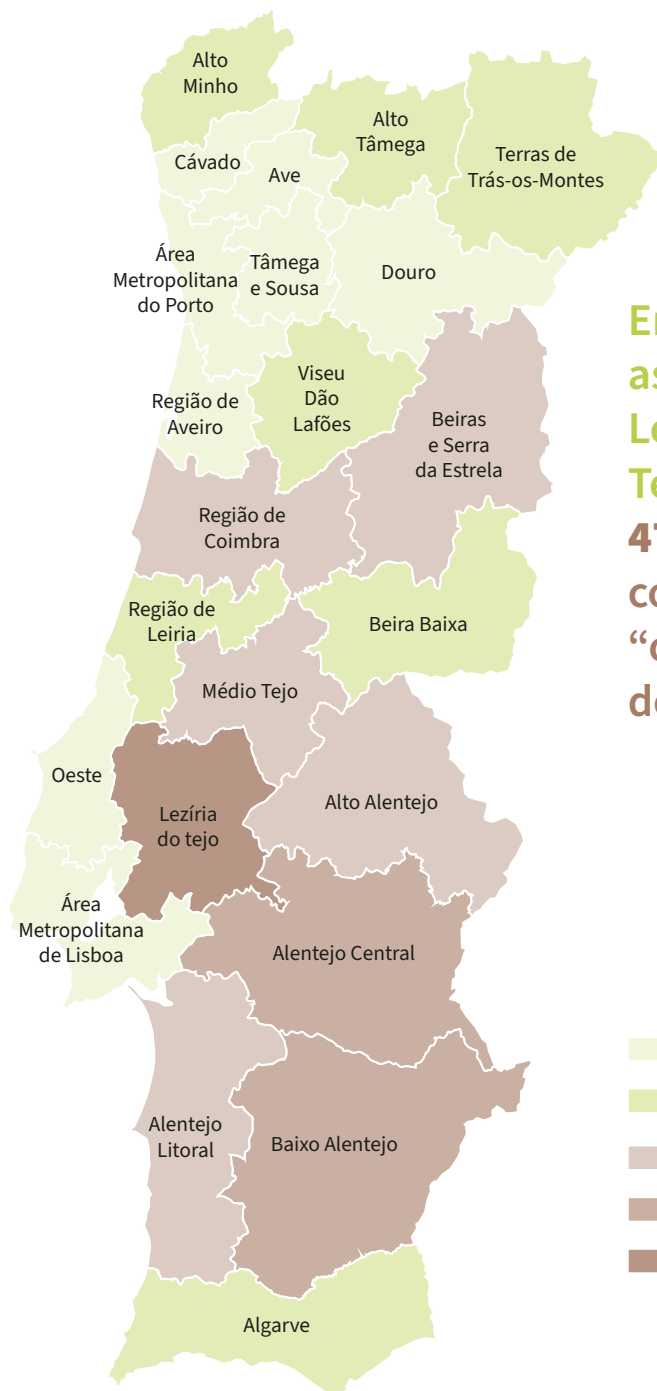 Alto
Minho
Alto
Tâmega
Terras de
Trás-os-Montes
Cávado
Ave
Área
Metropolitana
do Porto
Tâmega
e Sousa
Douro
Viseu
Dão
Lafões
Região de
Aveiro
Beiras
e Serra
da Estrela
Região de
Coimbra
Região de
Leiria
Beira Baixa
Médio Tejo
Oeste
Lezíria
do tejo
Alto Alentejo
Área
Metropolitana
de Lisboa
Alentejo Central
Alentejo
Litoral
Baixo Alentejo
Algarve